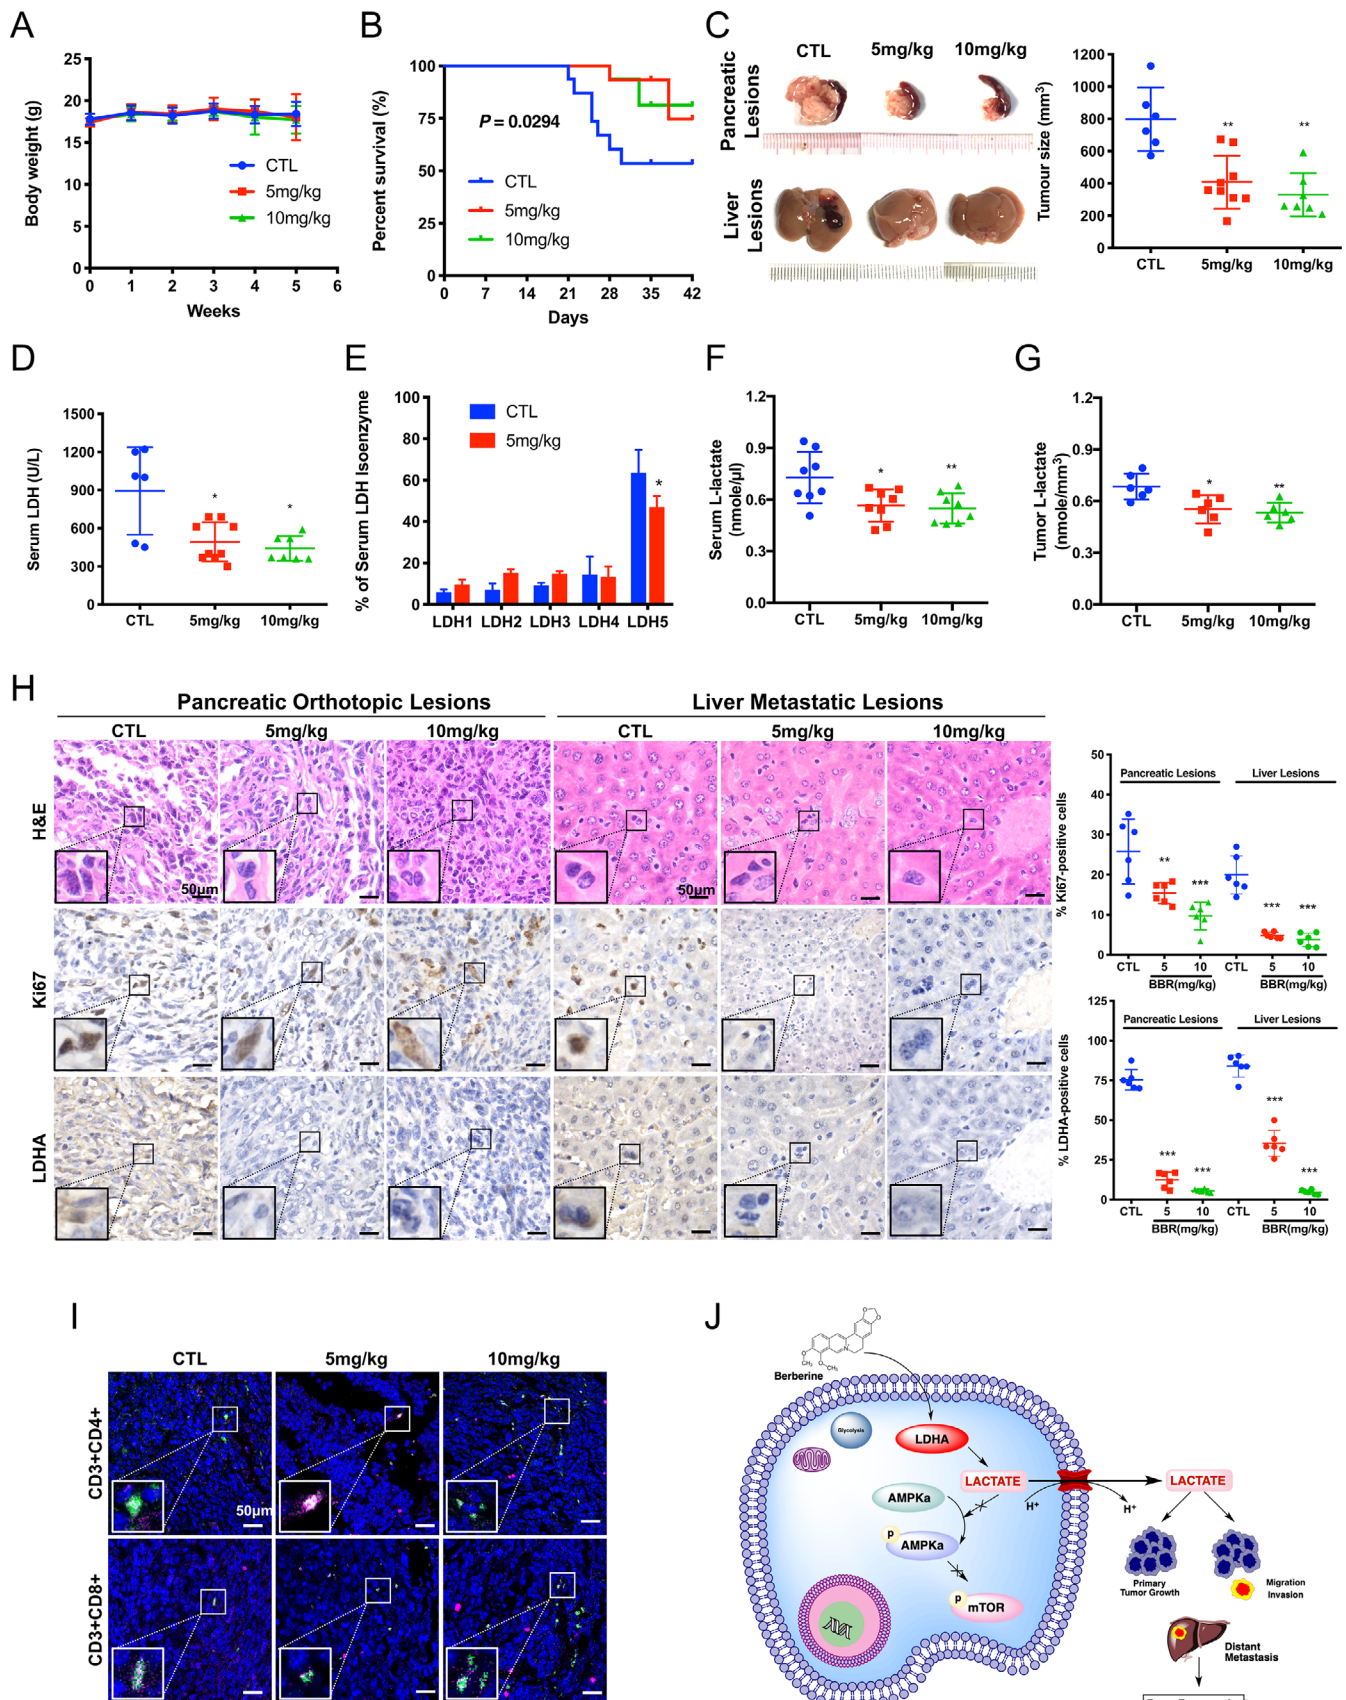 A
Body weight (g)
25
20
15
10
5
0
0 1 2 3 4 5 6
Weeks
CTL
5mg/kg
10mg/kg
B
Percent survival (%)
100
75
50
25
0
0 7 14 21 28 35 42
Days
P = 0.0294
CTL
5mg/kg
10mg/kg
C
CTL 5mg/kg 10mg/kg
Pancreatic
Lesions
Liver
Lesions
Tumour size (mm3)
1200
1000
800
600
400
200
0
** **
CTL 5mg/kg 10mg/kg
D
Serum LDH (U/L)
1500
1200
900
600
300
0
* *
CTL 5mg/kg 10mg/kg
E
% of Serum LDH Isoenzyme
100
80
60
40
20
0
CTL
5mg/kg
*
LDH1 LDH2 LDH3 LDH4 LDH5
F
Serum L-lactate
(nmole/µl)
1.2
0.9
0.6
0.3
0.0
* **
CTL 5mg/kg 10mg/kg
G
Tumor L-lactate
(nmole/mm3)
1.2
0.9
0.6
0.3
0.0
* **
CTL 5mg/kg 10mg/kg
H
Pancreatic Orthotopic Lesions Liver Metastatic Lesions
CTL 5mg/kg 10mg/kg CTL 5mg/kg 10mg/kg
H&E
50µm 50µm
Ki67
LDHA
% Ki67-positive cells
50
40
30
20
10
0
Pancreatic Lesions Liver Lesions
** *** *** ***
CTL 5 10 CTL 5 10
BBR(mg/kg) BBR(mg/kg)
% LDHA-positive cells
125
100
75
50
25
0
Pancreatic Lesions Liver Lesions
*** *** *** ***
CTL 5 10 CTL 5 10
BBR(mg/kg) BBR(mg/kg)
I
CTL 5mg/kg 10mg/kg
CD3+CD4+
50µm
CD3+CD8+
J
OCH3 OCH3
N+
O
O
Berberine
Glycolysis
LDHA
LACTATE
LACTATE
AMPKa
H+
H+
P
AMPKa
P
mTOR
Primary
Tumor Growth
Migration
Invasion
Distant
Metastasis